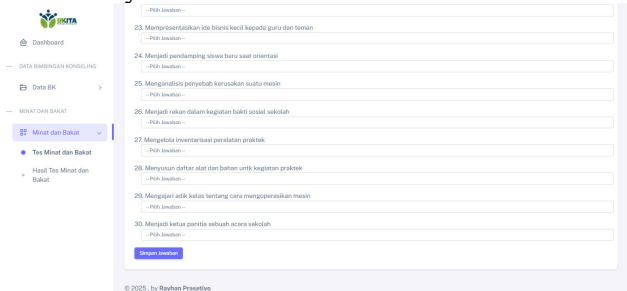 BKITA
Dashboard
DATA BIMBINGAN KONSELING
Data BK
MINAT DAN BAKAT
Minat dan Bakat
Tes Minat dan Bakat
Hasil Tes Minat dan
Bakat
--Pilih Jawaban--
23. Mempresentasikan ide bisnis kecil kepada guru dan teman
--Pilih Jawaban--
24. Menjadi pendamping siswa baru saat orientasi
--Pilih Jawaban--
25. Menganalisis penyebab kerusakan suatu mesin
--Pilih Jawaban--
26. Menjadi rekan dalam kegiatan bakti sosial sekolah
--Pilih Jawaban--
27. Mengelola inventarisasi peralatan praktek
--Pilih Jawaban--
28. Menyusun daftar alat dan bahan untk kegiatan praktek
--Pilih Jawaban--
29. Mengajari adik kelas tentang cara mengoperasikan mesin
--Pilih Jawaban--
30. Menjadi ketua panitia sebuah acara sekolah
--Pilih Jawaban--
Simpan Jawaban
© 2025 , by Rayhan Prasetiyo